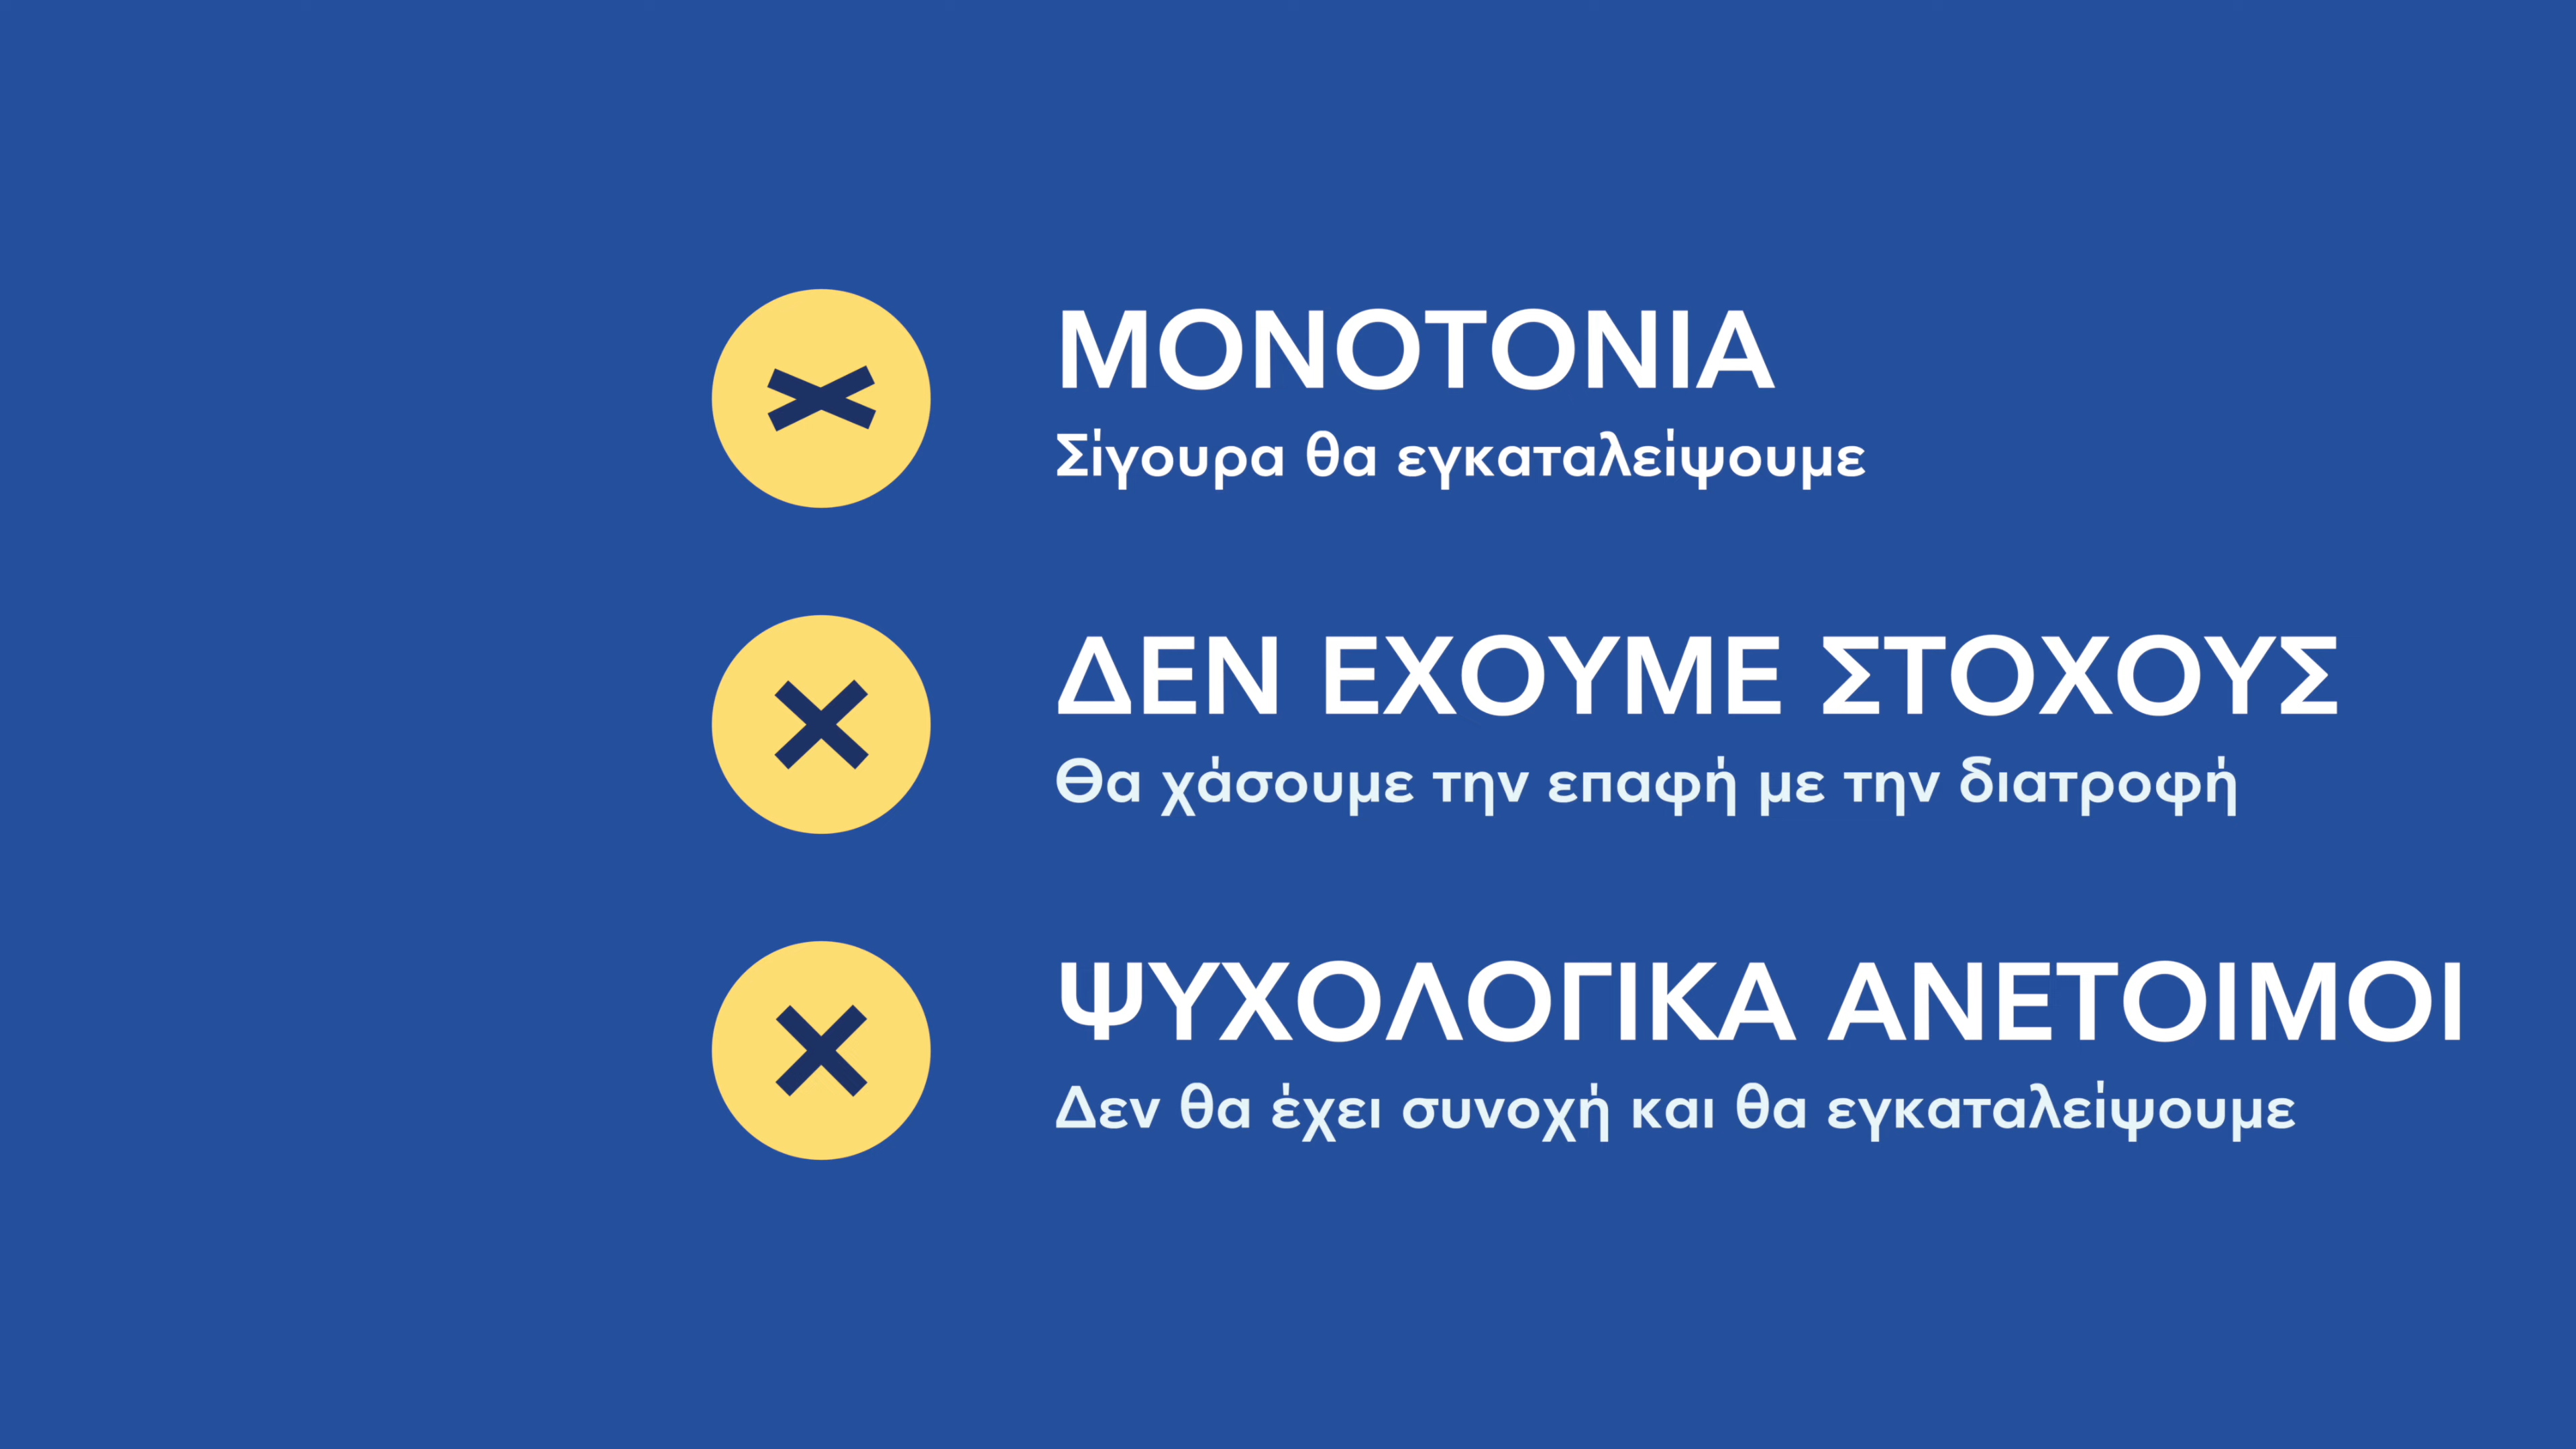 ΜΟΝΟΤΟΝΙΑ
Σίγουρα θα εγκαταλείψουμε
ΔΕΝ ΕΧΟΥΜΕ ΣΤΟΧΟΥΣ
Θα χάσουμε την επαφή με την διατροφή
ΨΥΧΟΛΟΓΙΚΑ ΑΝΕΤΟΙΜΟΙ
Δεν θα έχει συνοχή και θα εγκαταλείψουμε